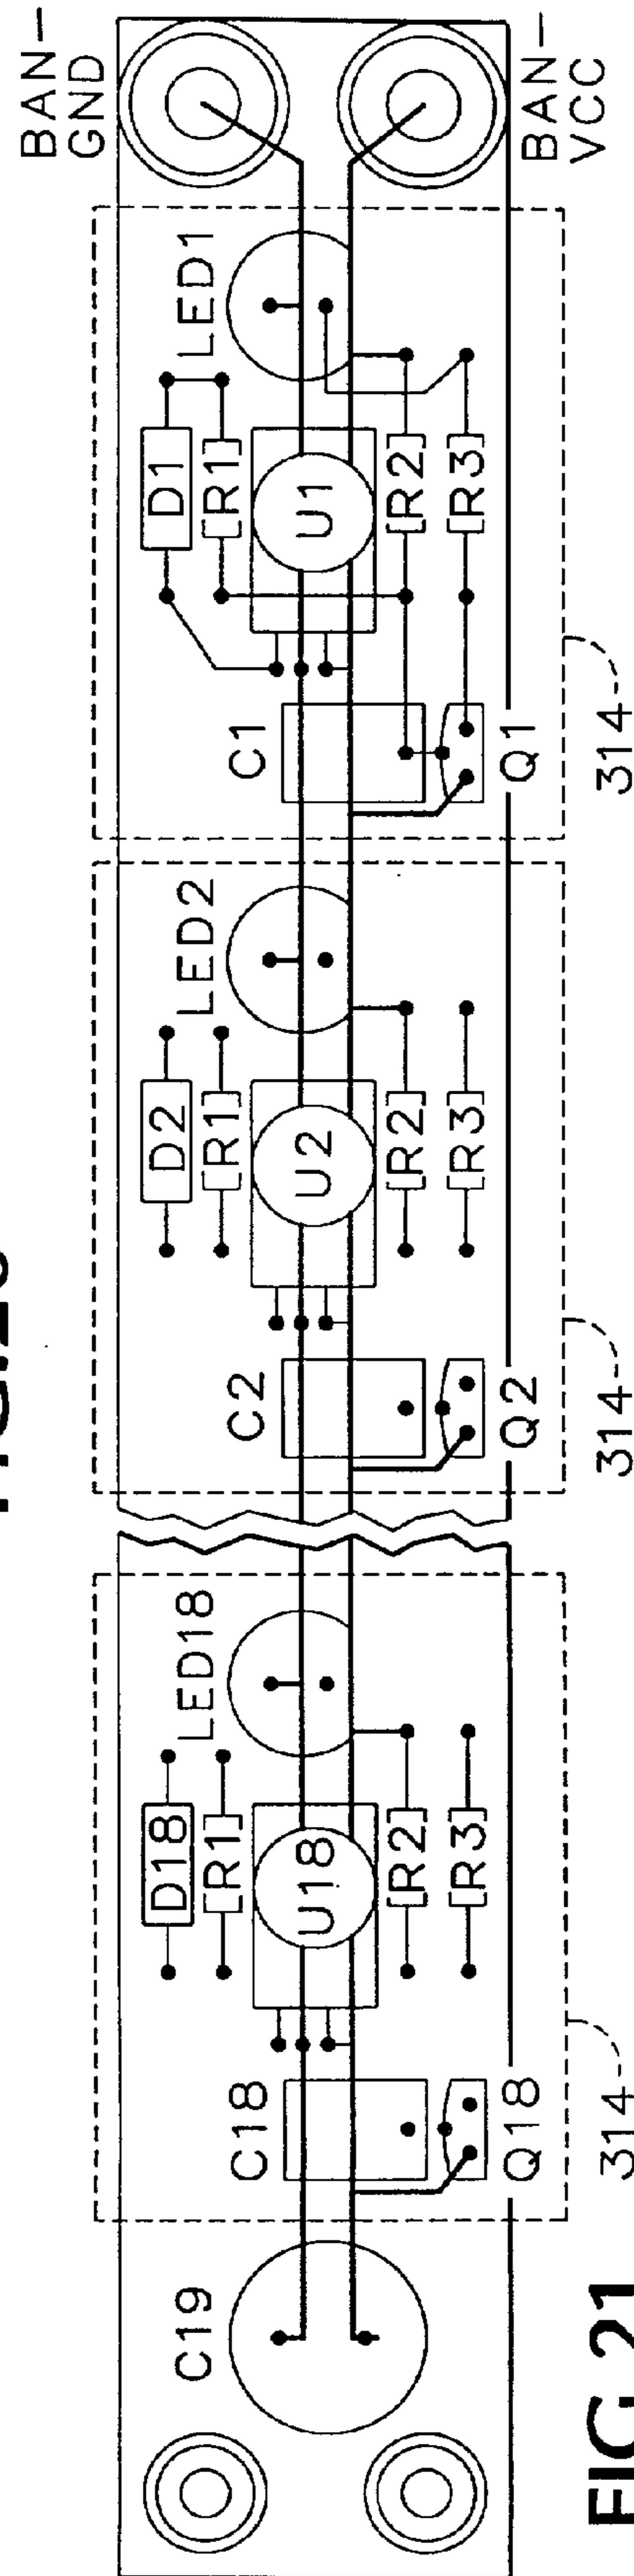 BAN-
GND
BAN-
VCC
LED1
D1
[R1]
U1
[R2]
[R3]
C1
Q1
314
LED2
D2
[R1]
U2
[R2]
[R3]
C2
Q2
314
LED18
D18
[R1]
U18
[R2]
[R3]
C18
Q18
314
C19
FIG.21